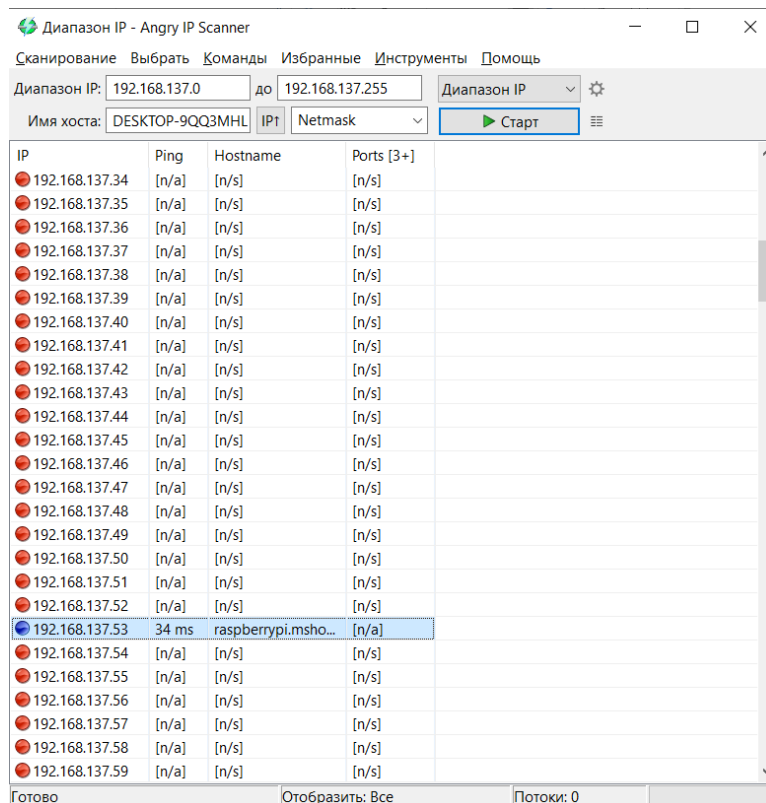 Диапазон IP - Angry IP Scanner
Сканирование Выбрать Команды Избранные Инструменты Помощь
Диапазон IP: 192.168.137.0 до 192.168.137.255 Диапазон IP
Имя хоста: DESKTOP-9QQ3MHL IP↑ Netmask Старт
IP Ping Hostname Ports [3+]
192.168.137.34 [n/a] [n/s] [n/s]
192.168.137.35 [n/a] [n/s] [n/s]
192.168.137.36 [n/a] [n/s] [n/s]
192.168.137.37 [n/a] [n/s] [n/s]
192.168.137.38 [n/a] [n/s] [n/s]
192.168.137.39 [n/a] [n/s] [n/s]
192.168.137.40 [n/a] [n/s] [n/s]
192.168.137.41 [n/a] [n/s] [n/s]
192.168.137.42 [n/a] [n/s] [n/s]
192.168.137.43 [n/a] [n/s] [n/s]
192.168.137.44 [n/a] [n/s] [n/s]
192.168.137.45 [n/a] [n/s] [n/s]
192.168.137.46 [n/a] [n/s] [n/s]
192.168.137.47 [n/a] [n/s] [n/s]
192.168.137.48 [n/a] [n/s] [n/s]
192.168.137.49 [n/a] [n/s] [n/s]
192.168.137.50 [n/a] [n/s] [n/s]
192.168.137.51 [n/a] [n/s] [n/s]
192.168.137.52 [n/a] [n/s] [n/s]
192.168.137.53 34 ms raspberrypi.msho... [n/a]
192.168.137.54 [n/a] [n/s] [n/s]
192.168.137.55 [n/a] [n/s] [n/s]
192.168.137.56 [n/a] [n/s] [n/s]
192.168.137.57 [n/a] [n/s] [n/s]
192.168.137.58 [n/a] [n/s] [n/s]
192.168.137.59 [n/a] [n/s] [n/s]
Готово Отобразить: Все Потоки: 0